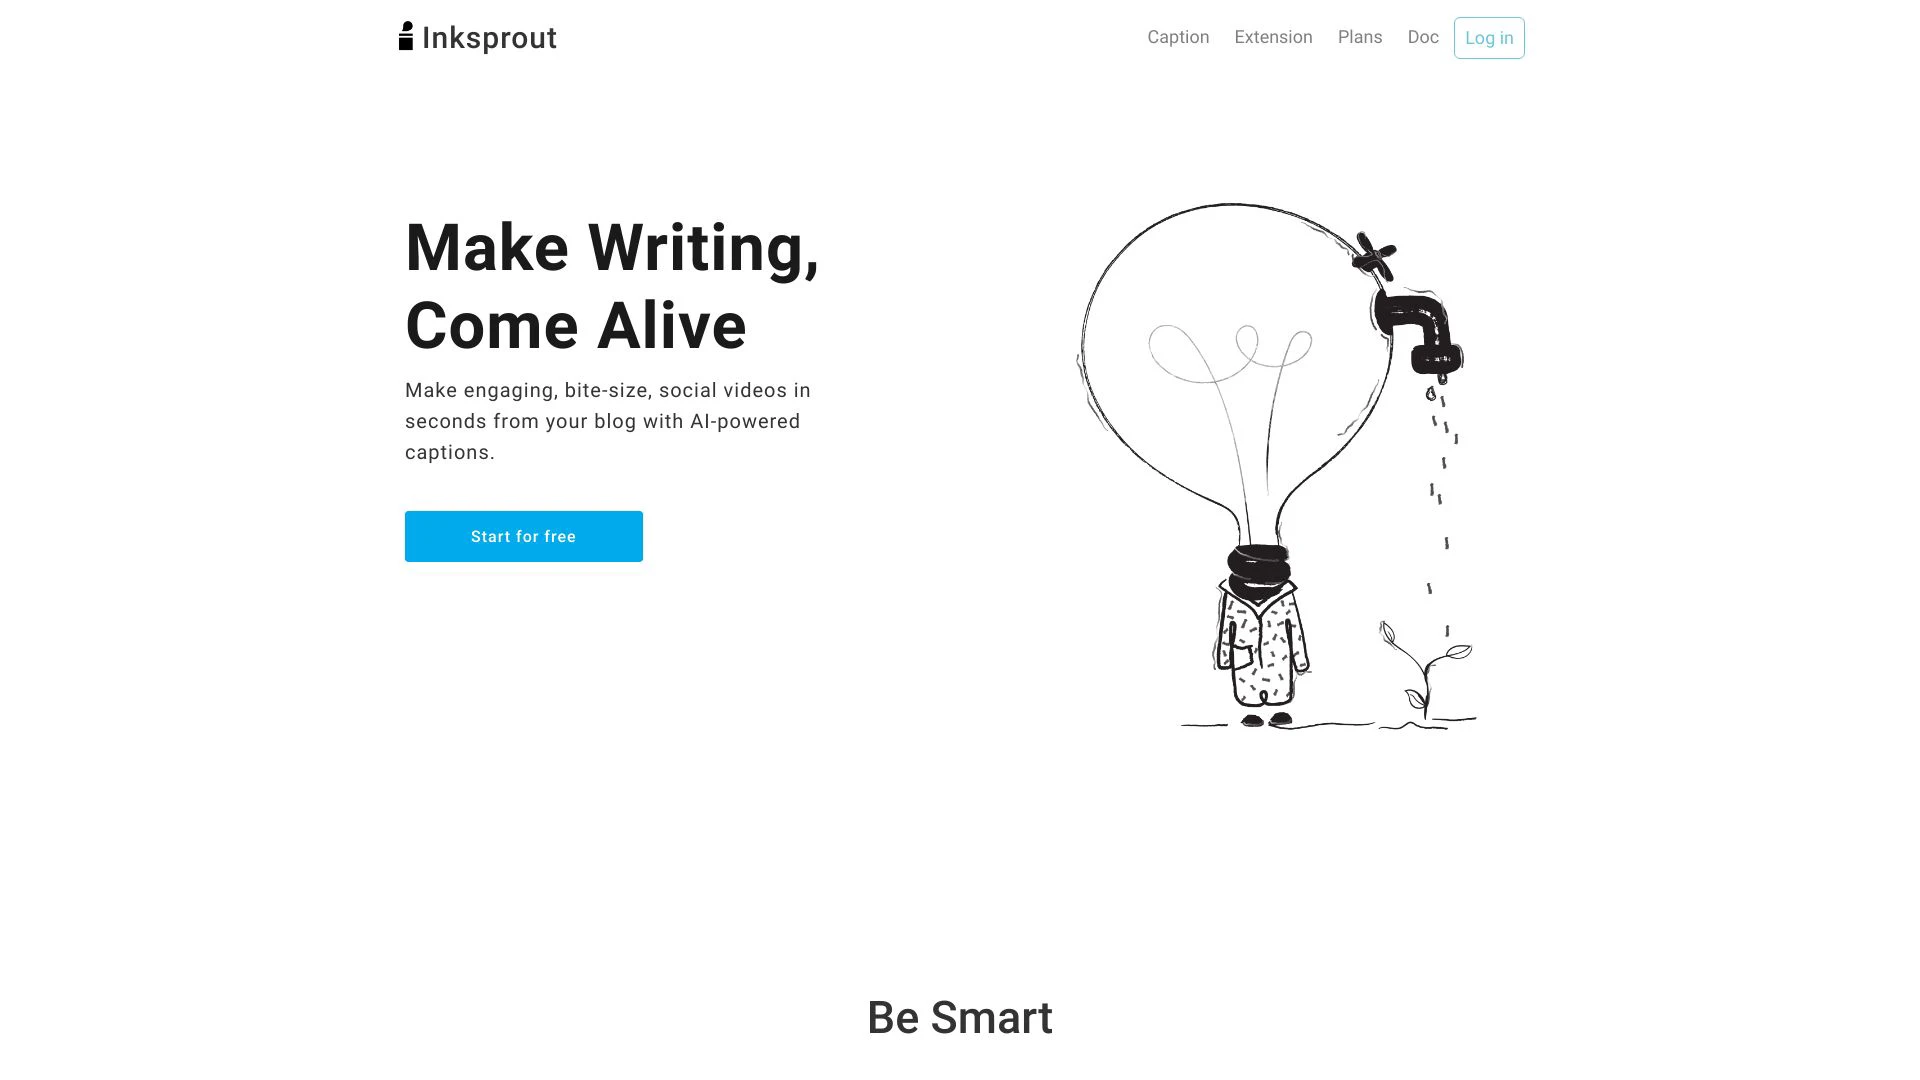 Inksprout
Caption
Extension
Plans
Doc
Log in
Make Writing,
Come Alive
Make engaging, bite-size, social videos in
seconds from your blog with AI-powered
captions.
Start for free
Be Smart